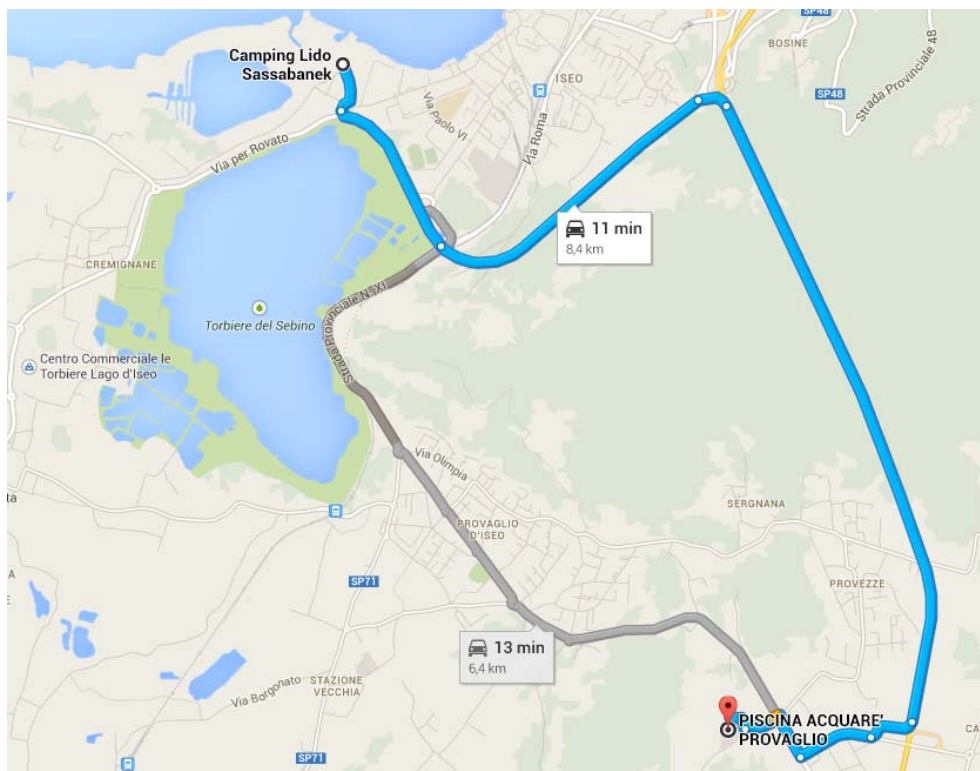 SP48
BOSINE
Camping Lido
Sassabanek
ISEO
SP48
Strada Provinciale 48
Via Paolo VI
Via Roma
Via per Rovato
11 min
8,4 km
CREMIGNANE
Strada Provinciale N. XI
Torbiere del Sebino
Centro Commerciale le
Torbiere Lago d'Iseo
Via Olimpia
SERGNANA
ta
PROVAGLIO
D'ISEO
SP71
PROVEZZE
13 min
6,4 km
STAZIONE
VECCHIA
Via Borgonato
PISCINA ACQUARE'
PROVAGLIO
CA
SP71